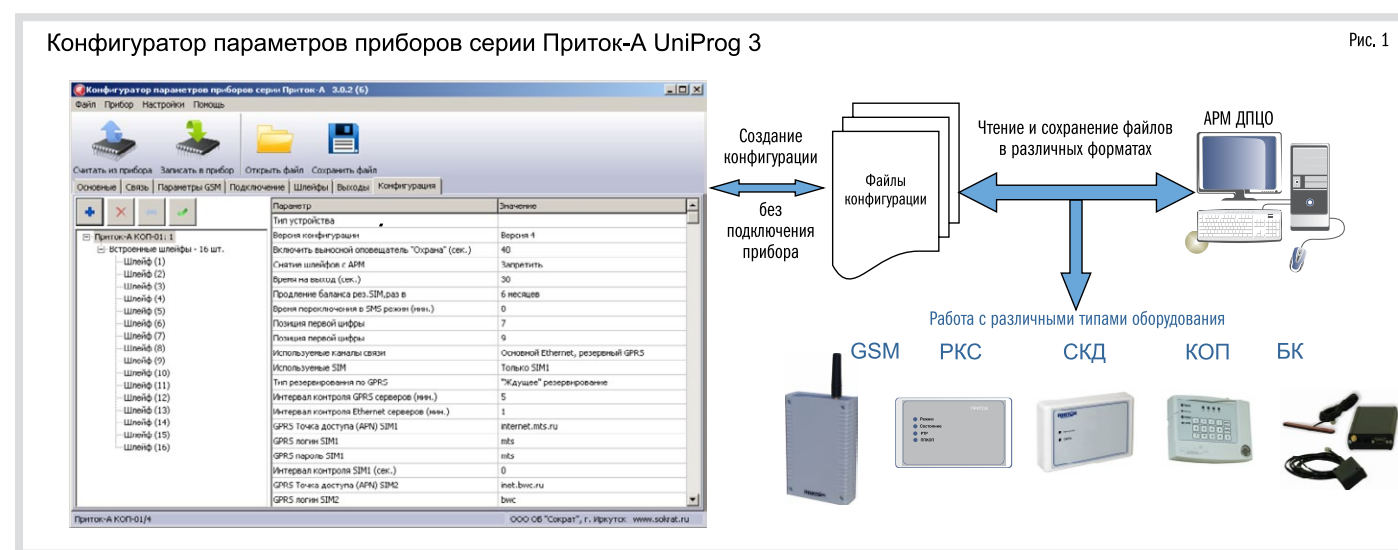 Конфигуратор параметров приборов серии Приток-А UniProg 3
Рис. 1
Конфигуратор параметров приборов серии Приток-А 3.0.2 (6)
Файл Прибор Настройки Помощь
Считать из прибора Записать в прибор Открыть файл Сохранить файл
Основные Связь Параметры GSM Подключение Шлейфы Выходы Конфигурация
Параметр Значение
Тип устройства
Версия конфигурации Версия 4
Включить выносной оповещатель "Охрана" (сек.) 40
Снятие шлейфов с АРМ Запретить
Время на выход (сек.) 30
Продление баланса рез.SIM,раз в 6 месяцев
Время переключения в SMS режим (мин.) 0
Позиция первой цифры 7
Позиция первой цифры 9
Используемые каналы связи Основной Ethernet, резервный GPRS
Используемые SIM Только SIM1
Тип резервирования по GPRS "Ждущее" резервирование
Интервал контроля GPRS серверов (мин.) 5
Интервал контроля Ethernet серверов (мин.) 1
GPRS Точка доступа (APN) SIM1 internet.mts.ru
GPRS логин SIM1 mts
GPRS пароль SIM1 mts
Интервал контроля SIM1 (сек.) 0
GPRS Точка доступа (APN) SIM2 inet.bwc.ru
GPRS логин SIM2 bwc
Приток-А КОП-01: 1
Встроенные шлейфы - 16 шт.
Шлейф (1)
Шлейф (2)
Шлейф (3)
Шлейф (4)
Шлейф (5)
Шлейф (6)
Шлейф (7)
Шлейф (8)
Шлейф (9)
Шлейф (10)
Шлейф (11)
Шлейф (12)
Шлейф (13)
Шлейф (14)
Шлейф (15)
Шлейф (16)
Приток-А КОП-01/4
ООО ОБ "Сократ", г. Иркутск www.sokrat.ru
Создание
конфигурации
без
подключения
прибора
Файлы
конфигурации
Чтение и сохранение файлов
в различных форматах
АРМ ДПЦО
Работа с различными типами оборудования
GSM РКС СКД КОП БК
ПРИТОК
Режим
Состояние
РТР
ППКОП